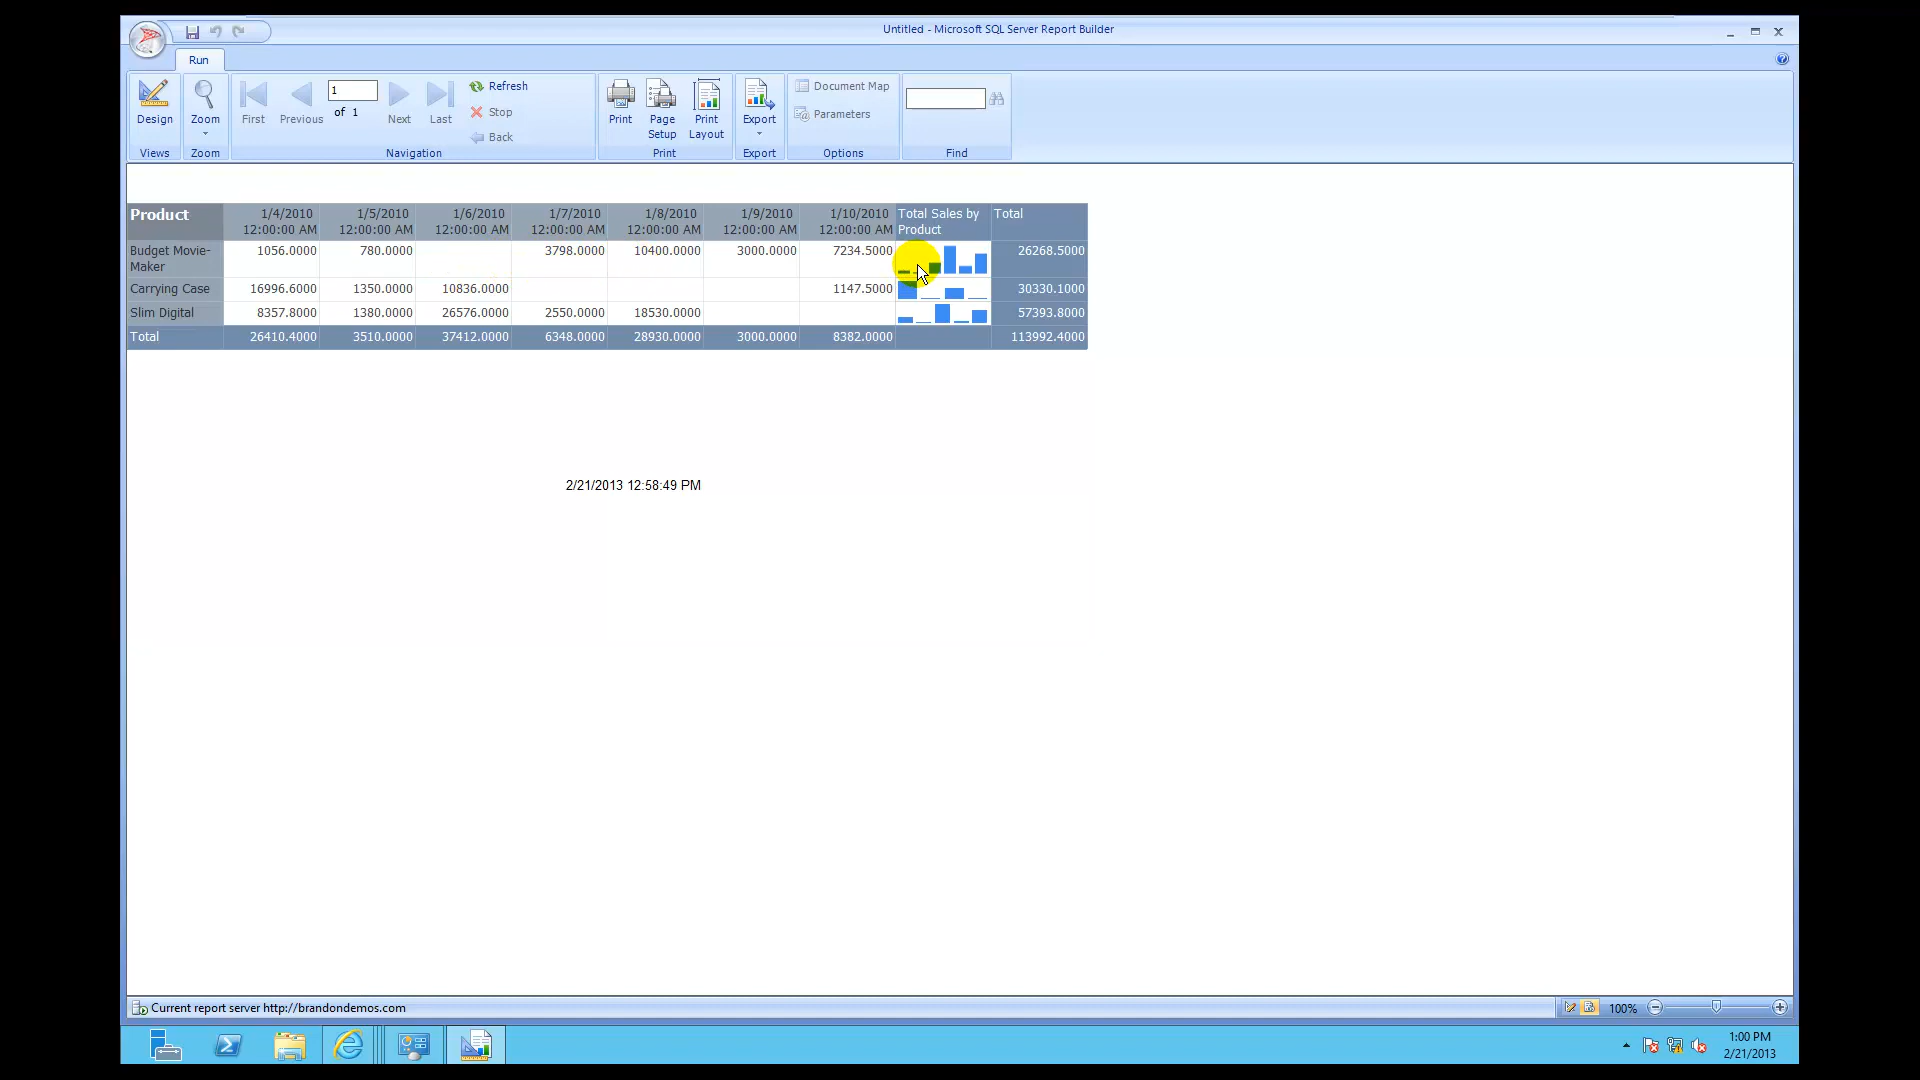 Untitled - Microsoft SQL Server Report Builder
Run
Design
Zoom
First
Previous
1
of 1
Next
Last
Refresh
Stop
Back
Print
Page Setup
Print Layout
Export
Document Map
Parameters
Views
Zoom
Navigation
Print
Export
Options
Find
Product 1/4/2010 1/5/2010 1/6/2010 1/7/2010 1/8/2010 1/9/2010 1/10/2010 Total Sales by Total
12:00:00 AM 12:00:00 AM 12:00:00 AM 12:00:00 AM 12:00:00 AM 12:00:00 AM 12:00:00 AM Product
Budget Movie- 1056.0000 780.0000 3798.0000 10400.0000 3000.0000 7234.5000 26268.5000
Maker
Carrying Case 16996.6000 1350.0000 10836.0000 1147.5000 30330.1000
Slim Digital 8357.8000 1380.0000 26576.0000 2550.0000 18530.0000 57393.8000
Total 26410.4000 3510.0000 37412.0000 6348.0000 28930.0000 3000.0000 8382.0000 113992.4000
2/21/2013 12:58:49 PM
Current report server http://brandondemos.com
100%
1:00 PM
2/21/2013